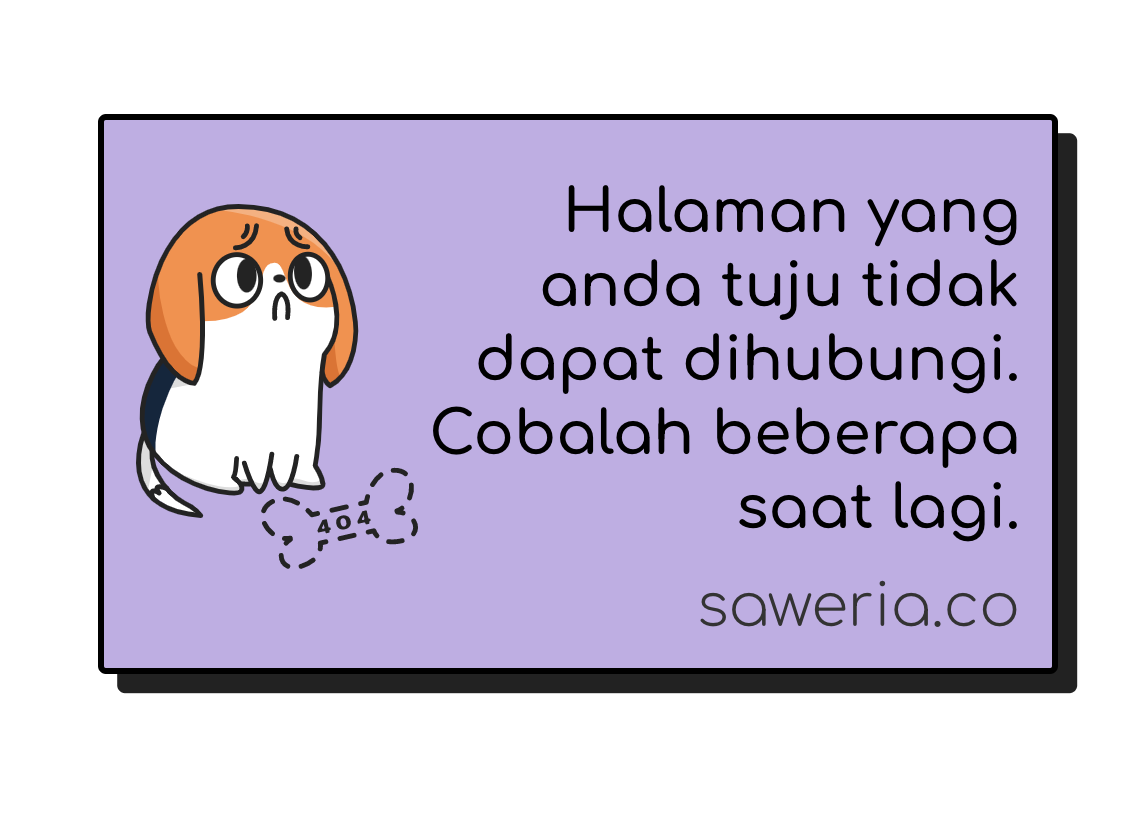 Halaman yang
anda tuju tidak
dapat dihubungi.
Cobalah beberapa
saat lagi.
404
saweria.co